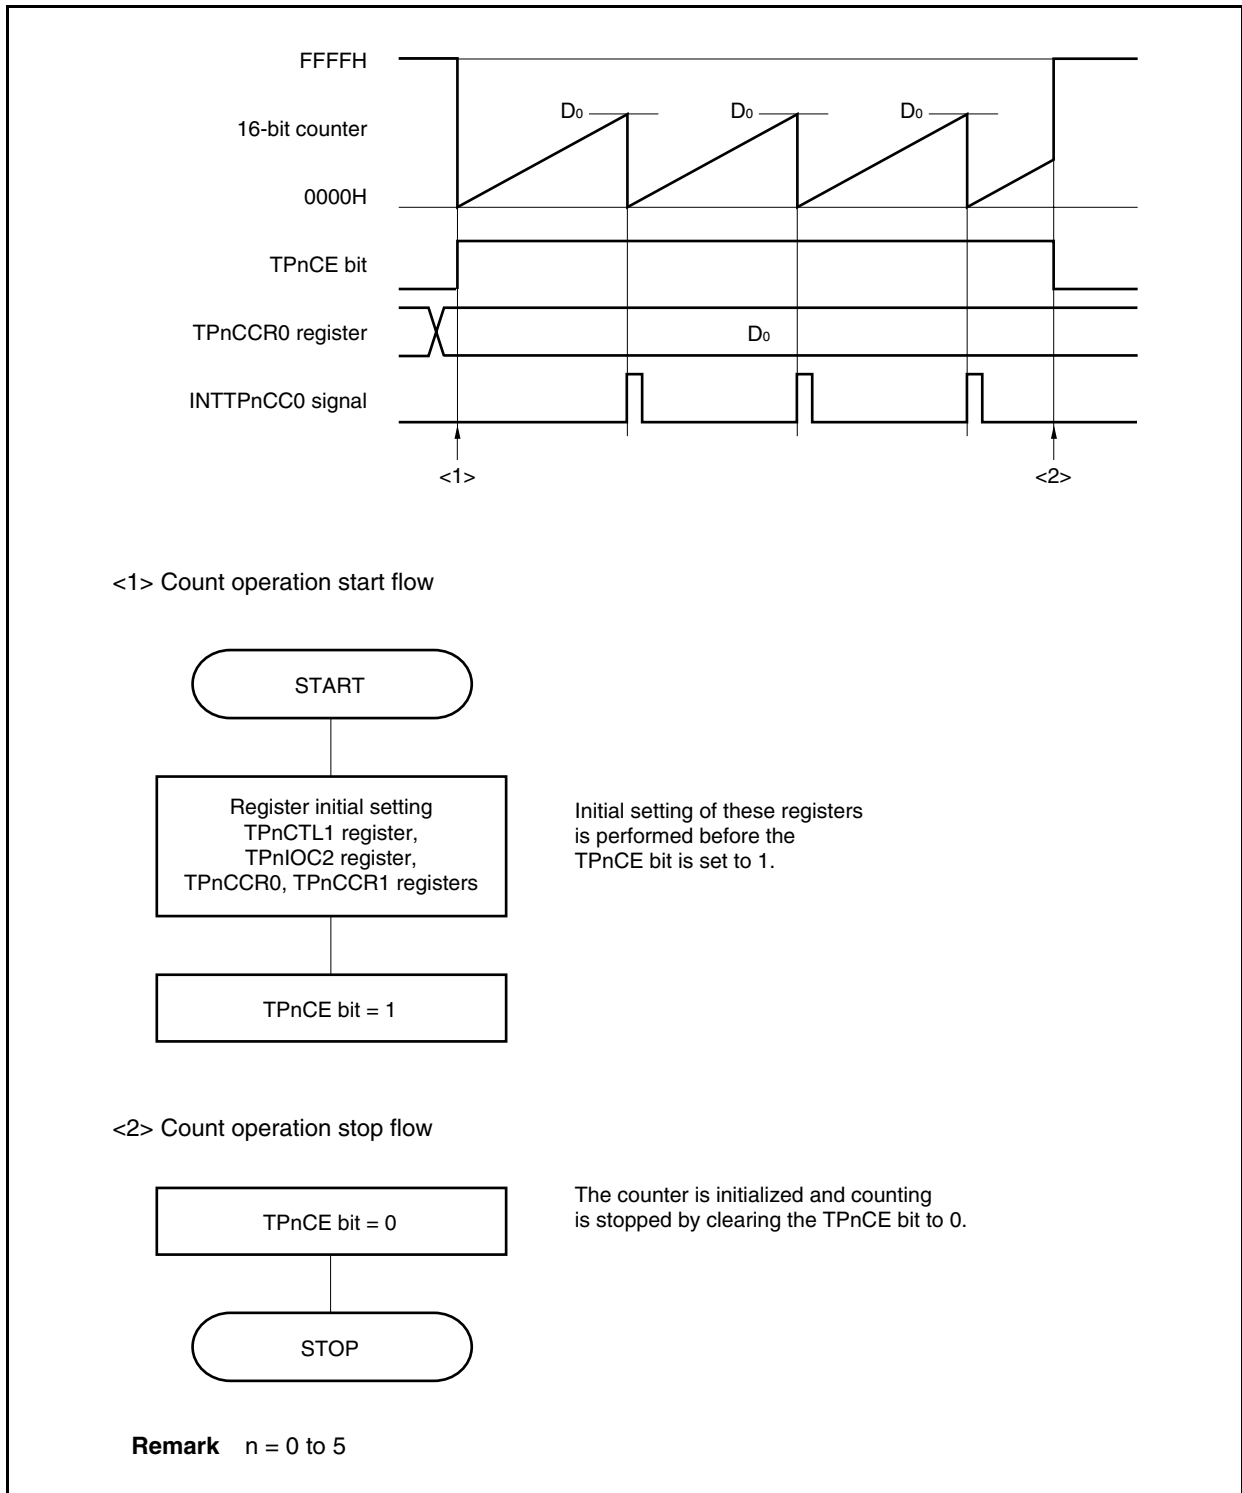 FFFFH
D0 D0 D0
16-bit counter
0000H
TPnCE bit
TPnCCR0 register
D0
INTTPnCC0 signal
<1> <2>
<1> Count operation start flow
START
Register initial setting
TPnCTL1 register,
TPnIOC2 register,
TPnCCR0, TPnCCR1 registers
Initial setting of these registers
is performed before the
TPnCE bit is set to 1.
TPnCE bit = 1
<2> Count operation stop flow
TPnCE bit = 0
The counter is initialized and counting
is stopped by clearing the TPnCE bit to 0.
STOP
Remark n = 0 to 5